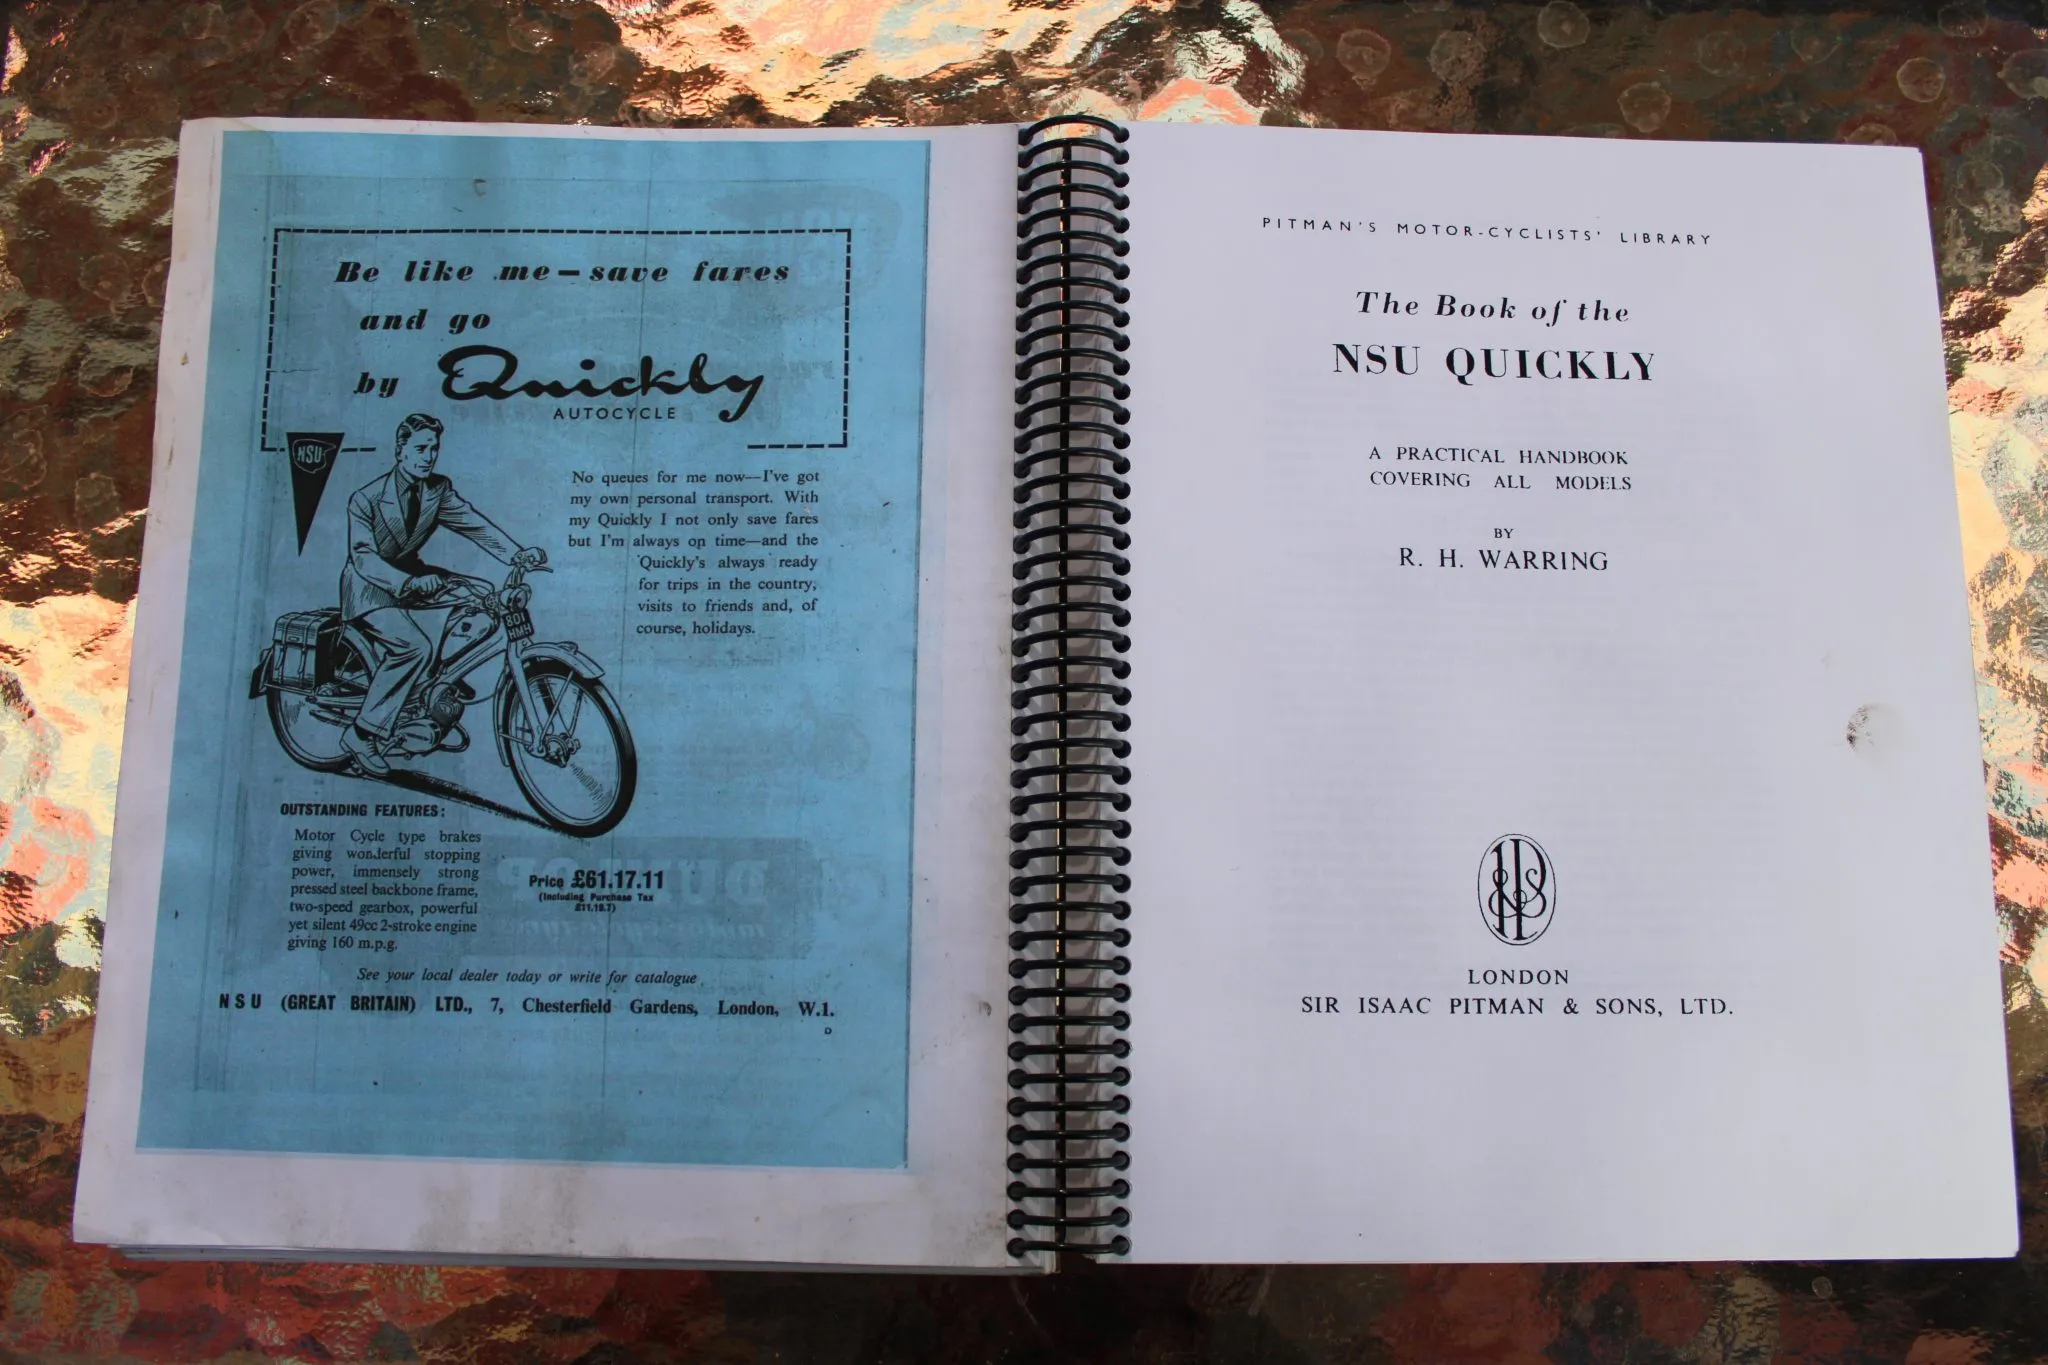 Be like me — save fares
and go
by Quickly
AUTOCYCLE
NSU
No queues for me now—I've got
my own personal transport. With
my Quickly I not only save fares
but I'm always on time—and the
Quickly's always ready
for trips in the country,
visits to friends and, of
course, holidays.
801
HMH
OUTSTANDING FEATURES:
Motor Cycle type brakes
giving wonderful stopping
power, immensely strong
pressed steel backbone frame,
two-speed gearbox, powerful
yet silent 49cc 2-stroke engine
giving 160 m.p.g.
Price £61.17.11
(Including Purchase Tax
£11.18.7)
See your local dealer today or write for catalogue
NSU (GREAT BRITAIN) LTD., 7, Chesterfield Gardens, London, W.1.
D
PITMAN'S MOTOR-CYCLISTS' LIBRARY
The Book of the
NSU QUICKLY
A PRACTICAL HANDBOOK
COVERING ALL MODELS
BY
R. H. WARRING
LONDON
SIR ISAAC PITMAN & SONS, LTD.